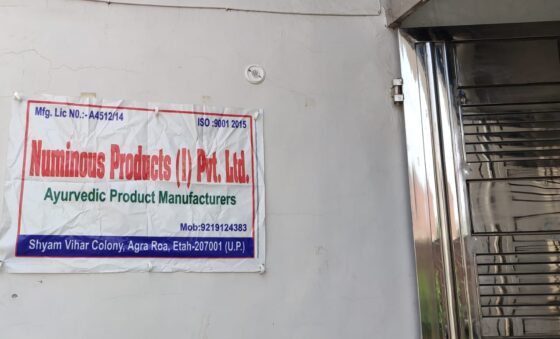 Mfg. Lic N0.:- A4512/14
ISO :9001 2015
Numinous Products (I) Pvt. Ltd.
Ayurvedic Product Manufacturers
Mob:9219124383
Shyam Vihar Colony, Agra Roa, Etah-207001 (U.P.)